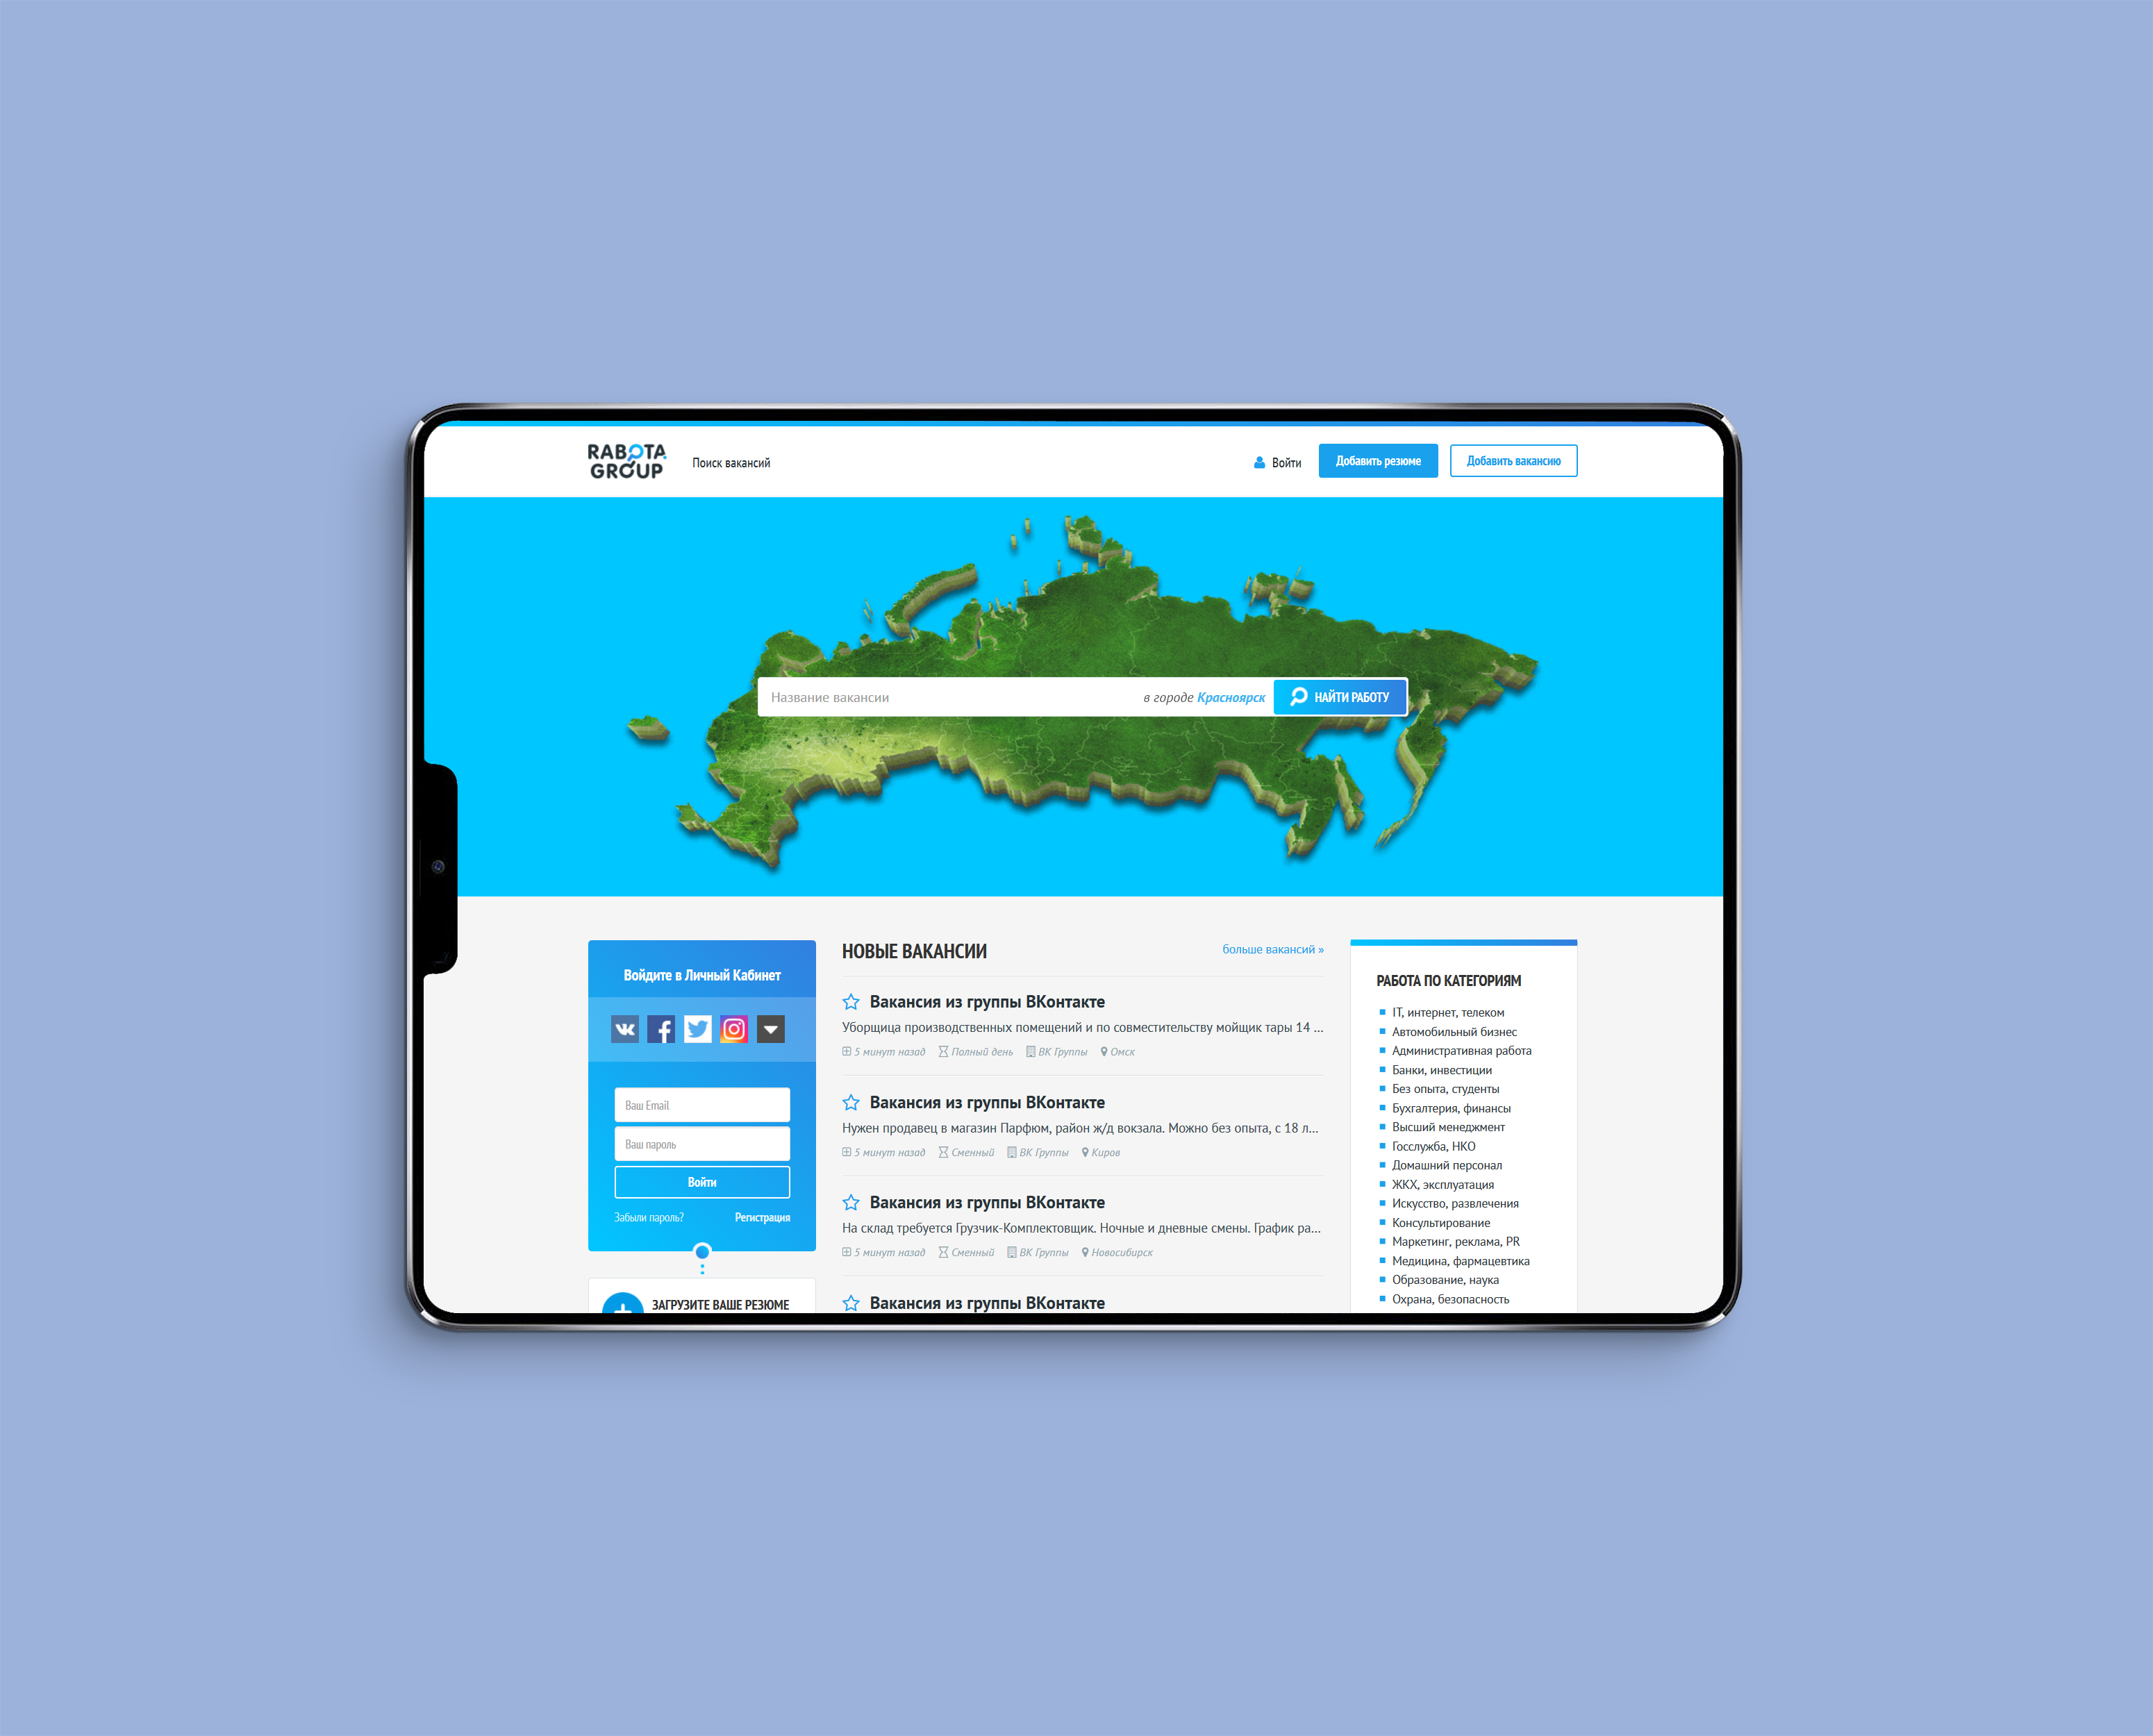 RABOTA
GROUP
Поиск вакансий
Войти
Добавить резюме
Добавить вакансию
Название вакансии
в городе Красноярск
НАЙТИ РАБОТУ
Войдите в Личный Кабинет
Ваш Email
Ваш пароль
Войти
Забыли пароль?
Регистрация
ЗАГРУЗИТЕ ВАШЕ РЕЗЮМЕ
НОВЫЕ ВАКАНСИИ
больше вакансий »
Вакансия из группы ВКонтакте
Уборщица производственных помещений и по совместительству мойщик тары 14 ...
5 минут назад Полный день ВК Группы Омск
Вакансия из группы ВКонтакте
Нужен продавец в магазин Парфюм, район ж/д вокзала. Можно без опыта, с 18 л...
5 минут назад Сменный ВК Группы Киров
Вакансия из группы ВКонтакте
На склад требуется Грузчик-Комплектовщик. Ночные и дневные смены. График ра...
5 минут назад Сменный ВК Группы Новосибирск
Вакансия из группы ВКонтакте
РАБОТА ПО КАТЕГОРИЯМ
IT, интернет, телеком
Автомобильный бизнес
Административная работа
Банки, инвестиции
Без опыта, студенты
Бухгалтерия, финансы
Высший менеджмент
Госслужба, НКО
Домашний персонал
ЖКХ, эксплуатация
Искусство, развлечения
Консультирование
Маркетинг, реклама, PR
Медицина, фармацевтика
Образование, наука
Охрана, безопасность